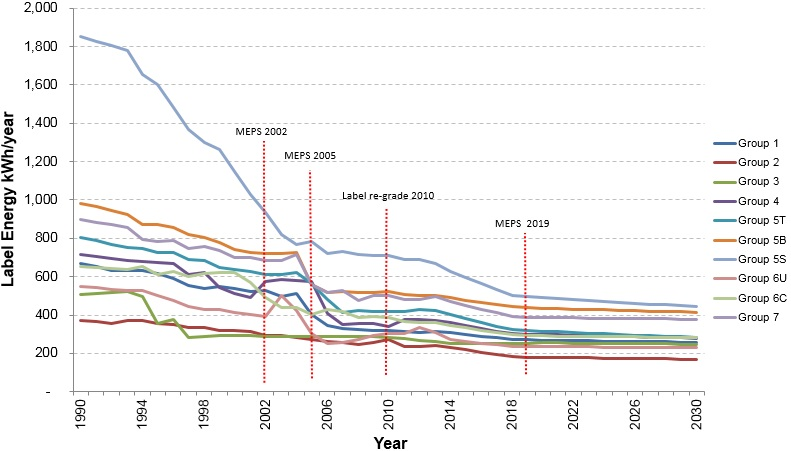 Label Energy kWh/year
2,000
1,800
1,600
1,400
1,200
1,000
800
600
400
200
-
MEPS 2002
MEPS 2005
Label re-grade 2010
MEPS 2019
1990
1994
1998
2002
2006
2010
2014
2018
2022
2026
2030
Year
Group 1
Group 2
Group 3
Group 4
Group 5T
Group 5B
Group 5S
Group 6U
Group 6C
Group 7